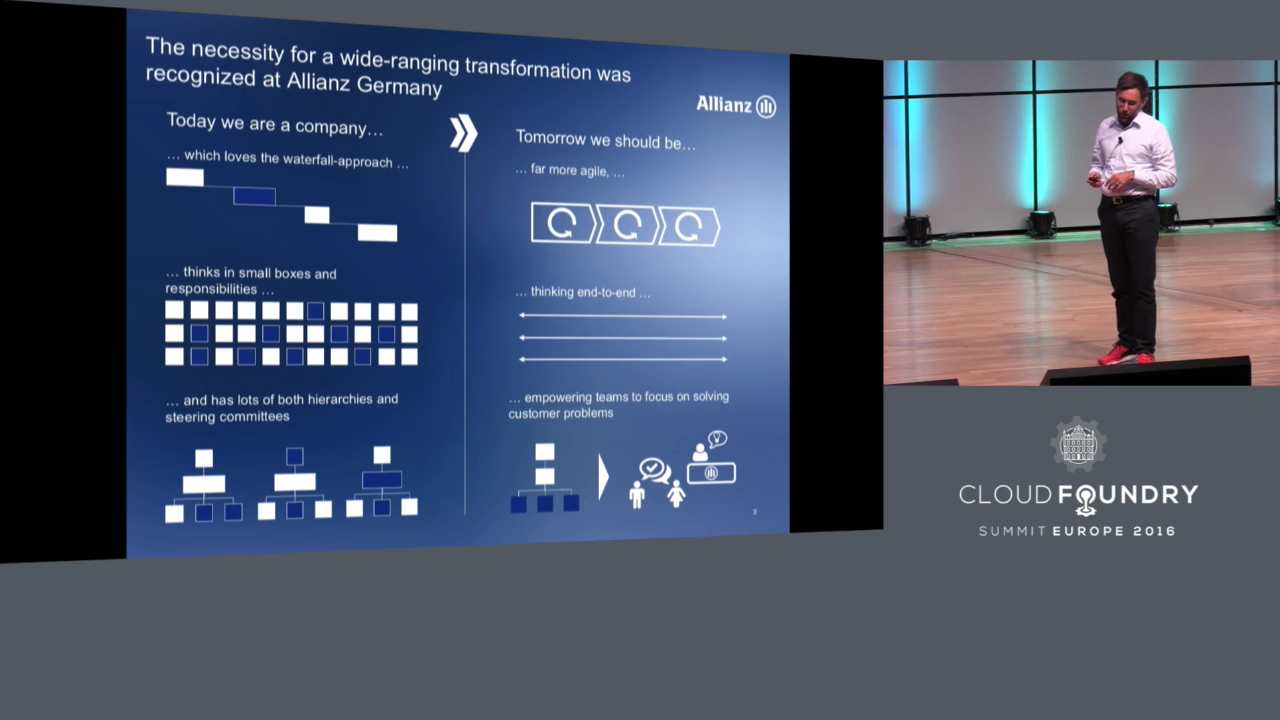 The necessity for a wide-ranging transformation was
recognized at Allianz Germany
Allianz
Today we are a company…
… which loves the waterfall-approach …
… thinks in small boxes and
responsibilities …
… and has lots of both hierarchies and
steering committees
Tomorrow we should be…
… far more agile, …
… thinking end-to-end …
… empowering teams to focus on solving
customer problems
3
CLOUD FOUNDRY
SUMMIT EUROPE 2016